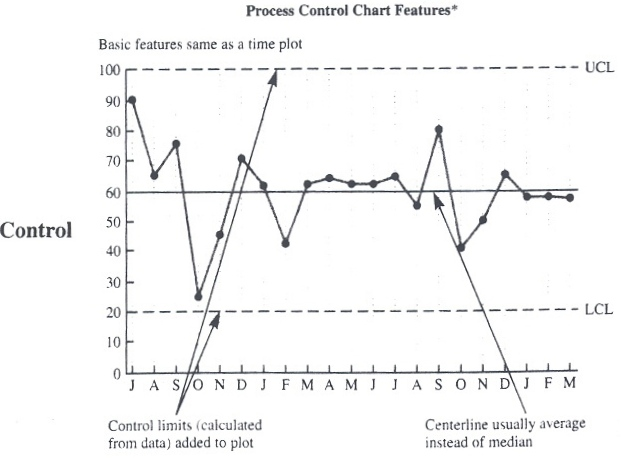 Process Control Chart Features*
Basic features same as a time plot
100
UCL
90
80
70
60
50
Control
40
30
20
LCL
10
0
J A S O N D J F M A M J J A S O N D J F M
Control limits (calculated
from data) added to plot
Centerline usually average
instead of median